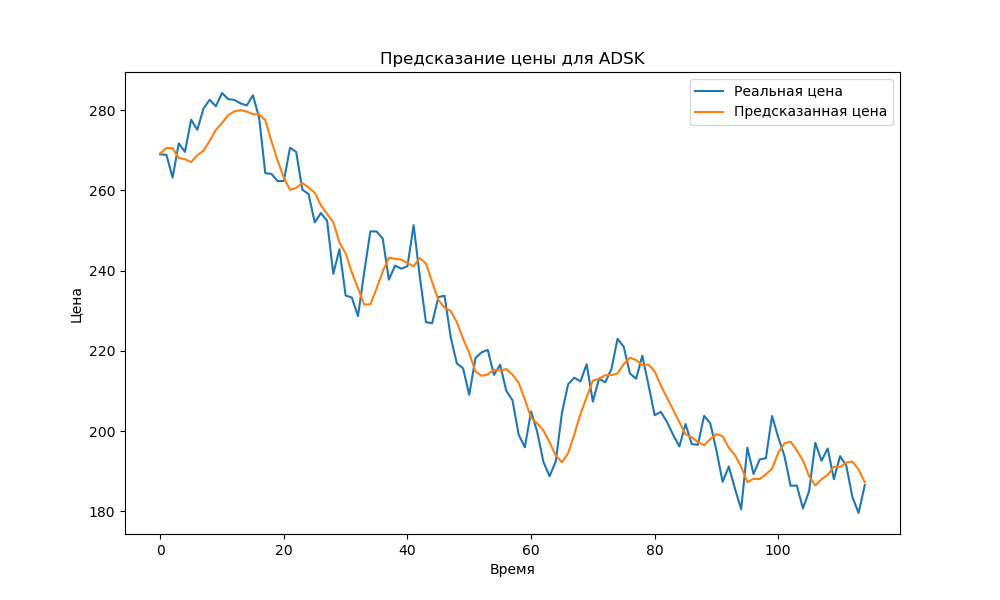 Предсказание цены для ADSK
Реальная цена
Предсказанная цена
Цена
280
260
240
220
200
180
0 20 40 60 80 100
Время